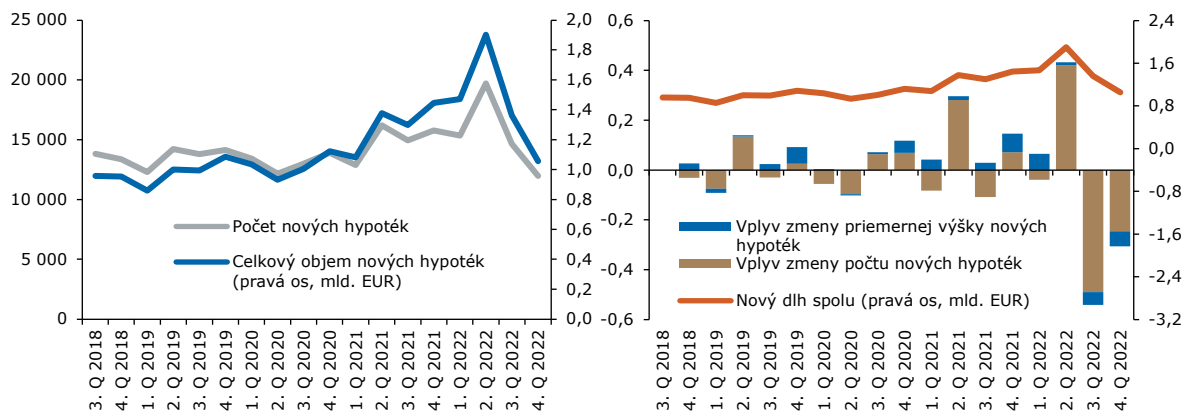 25 000
20 000
15 000
10 000
5 000
0
2,0
1,8
1,6
1,4
1,2
1,0
0,8
0,6
0,4
0,2
0,0
Počet nových hypoték
Celkový objem nových hypoték
(pravá os, mld. EUR)
3. Q 2018
4. Q 2018
1. Q 2019
2. Q 2019
3. Q 2019
4. Q 2019
1. Q 2020
2. Q 2020
3. Q 2020
4. Q 2020
1. Q 2021
2. Q 2021
3. Q 2021
4. Q 2021
1. Q 2022
2. Q 2022
3. Q 2022
4. Q 2022
0,6
0,4
0,2
0,0
-0,2
-0,4
-0,6
2,4
1,6
0,8
0,0
-0,8
-1,6
-2,4
-3,2
Vplyv zmeny priemernej výšky nových
hypoték
Vplyv zmeny počtu nových hypoték
Nový dlh spolu (pravá os, mld. EUR)
3. Q 2018
4. Q 2018
1. Q 2019
2. Q 2019
3. Q 2019
4. Q 2019
1. Q 2020
2. Q 2020
3. Q 2020
4. Q 2020
1. Q 2021
2. Q 2021
3. Q 2021
4. Q 2021
1. Q 2022
2. Q 2022
3. Q 2022
4. Q 2022